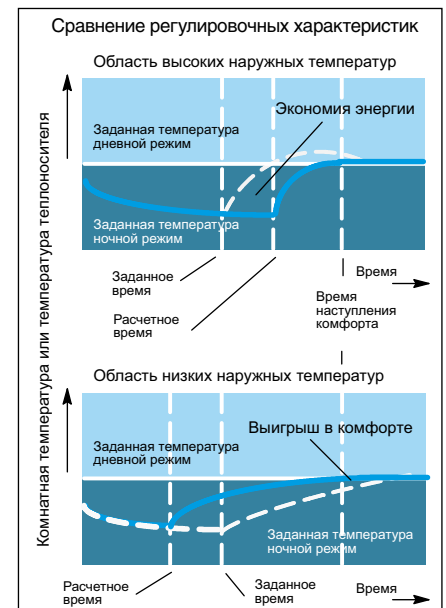 Сравнение регулировочных характеристик
Комнатная температура или температура теплоносителя
Область высоких наружных температур
Экономия энергии
Заданная температура
дневной режим
Заданная температура
ночной режим
Заданное
время
Время
Расчетное
время
Время
наступления
комфорта
Область низких наружных температур
Заданная температура
дневной режим
Выигрыш в комфорте
Заданная температура
ночной режим
Расчетное
время
Заданное
время
Время